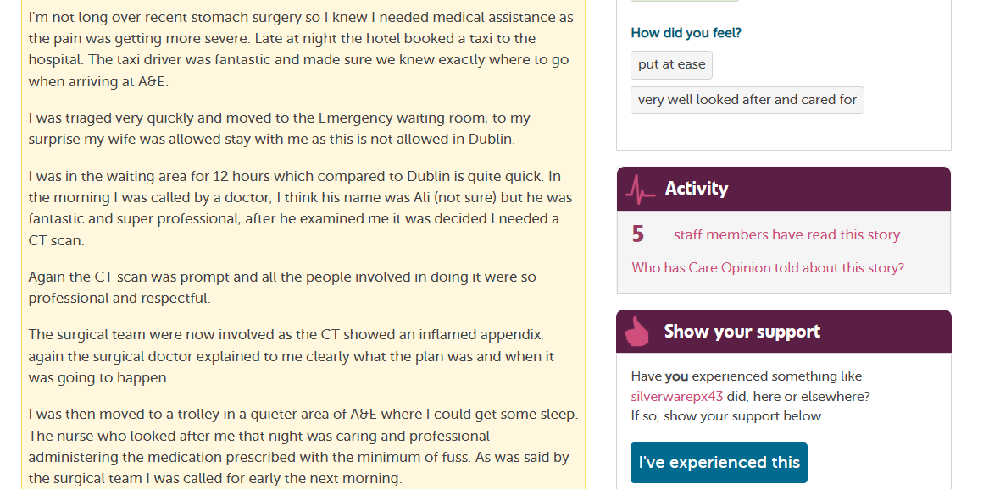 I'm not long over recent stomach surgery so I knew I needed medical assistance as
the pain was getting more severe. Late at night the hotel booked a taxi to the
hospital. The taxi driver was fantastic and made sure we knew exactly where to go
when arriving at A&E.
I was triaged very quickly and moved to the Emergency waiting room, to my
surprise my wife was allowed stay with me as this is not allowed in Dublin.
I was in the waiting area for 12 hours which compared to Dublin is quite quick. In
the morning I was called by a doctor, I think his name was Ali (not sure) but he was
fantastic and super professional, after he examined me it was decided I needed a
CT scan.
Again the CT scan was prompt and all the people involved in doing it were so
professional and respectful.
The surgical team were now involved as the CT showed an inflamed appendix,
again the surgical doctor explained to me clearly what the plan was and when it
was going to happen.
I was then moved to a trolley in a quieter area of A&E where I could get some sleep.
The nurse who looked after me that night was caring and professional
administering the medication prescribed with the minimum of fuss. As was said by
the surgical team I was called for early the next morning.
How did you feel?
put at ease
very well looked after and cared for
Activity
5 staff members have read this story
Who has Care Opinion told about this story?
Show your support
Have you experienced something like
silverwarepx43 did, here or elsewhere?
If so, show your support below.
I've experienced this